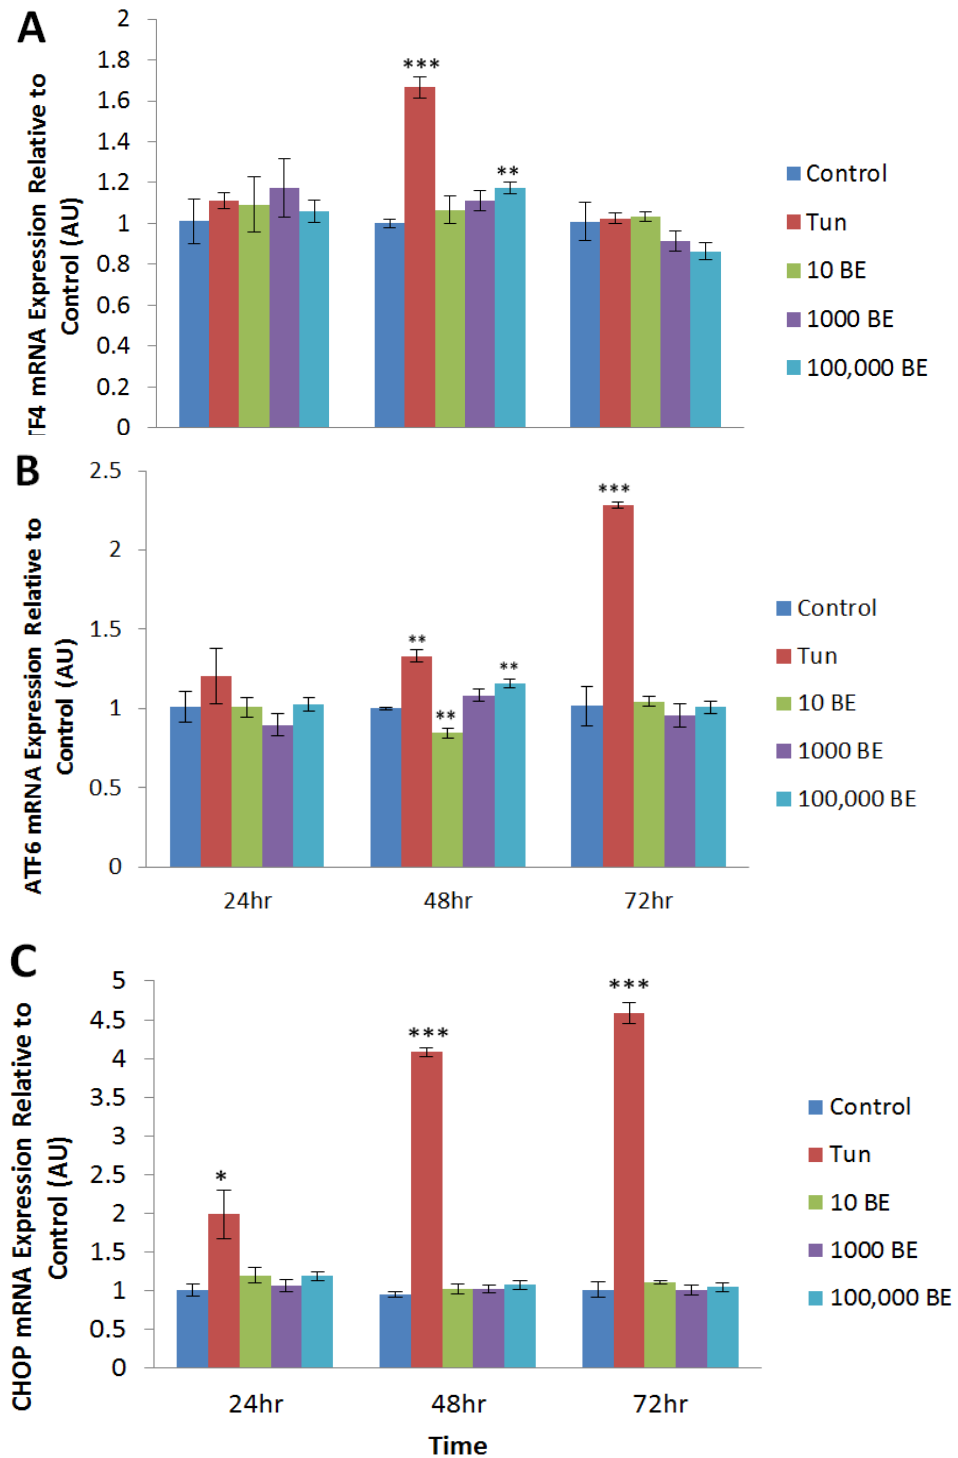 A
TF4 mRNA Expression Relative to
Control (AU)
2
1.8
1.6
1.4
1.2
1
0.8
0.6
0.4
0.2
0
***
**
Control
Tun
10 BE
1000 BE
100,000 BE
B
ATF6 mRNA Expression Relative to
Control (AU)
2.5
2
1.5
1
0.5
0
**
**
**
***
24hr
48hr
72hr
Control
Tun
10 BE
1000 BE
100,000 BE
C
CHOP mRNA Expression Relative to
Control (AU)
5
4.5
4
3.5
3
2.5
2
1.5
1
0.5
0
*
***
***
24hr
48hr
72hr
Time
Control
Tun
10 BE
1000 BE
100,000 BE